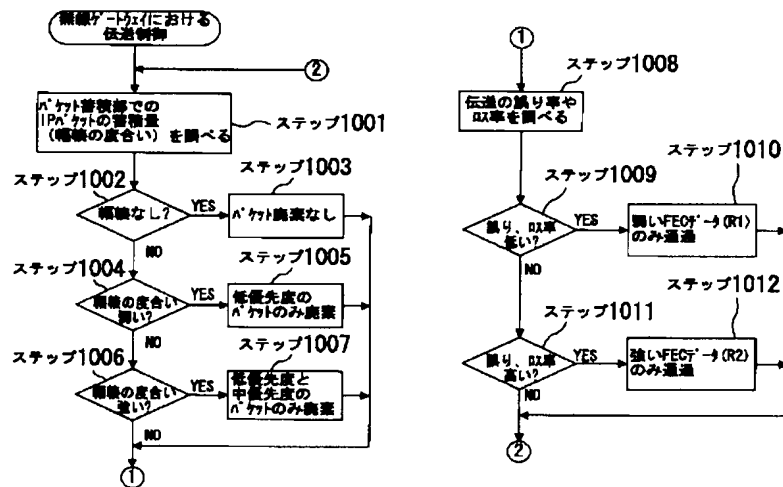 無線ゲートウェイにおける
伝送制御
②
パケット蓄積部での
IPパケットの蓄積量
(輻輳の度合い)を調べる
ステップ1001
ステップ1002
輻輳なし?
YES
NO
ステップ1003
パケット廃棄なし
ステップ1004
輻輳の度合い
弱い?
YES
NO
ステップ1005
低優先度の
パケットのみ廃棄
ステップ1006
輻輳の度合い
強い?
YES
NO
ステップ1007
低優先度と
中優先度の
パケットのみ廃棄
①
①
ステップ1008
伝送の誤り率や
ロス率を調べる
ステップ1009
誤り、ロス率
低い?
YES
NO
ステップ1010
弱いFECデータ(R1)
のみ通過
ステップ1011
誤り、ロス率
高い?
YES
NO
ステップ1012
強いFECデータ(R2)
のみ通過
②